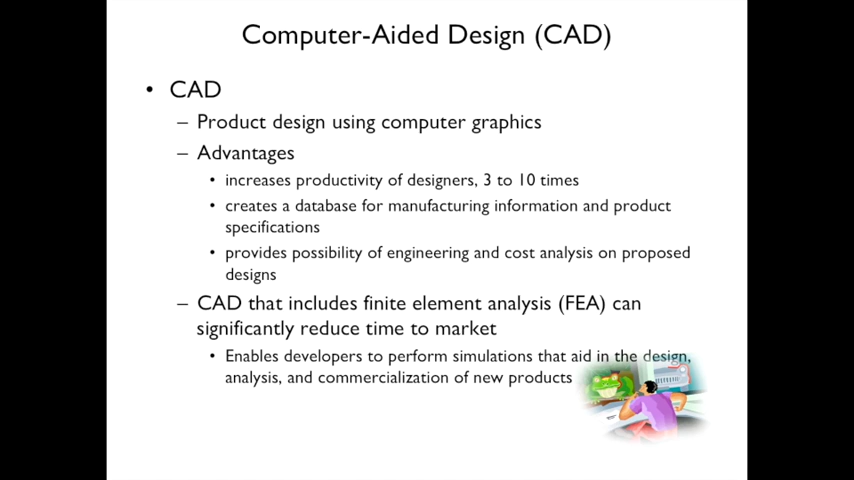 Computer-Aided Design (CAD)
• CAD
– Product design using computer graphics
– Advantages
• increases productivity of designers, 3 to 10 times
• creates a database for manufacturing information and product
specifications
• provides possibility of engineering and cost analysis on proposed
designs
– CAD that includes finite element analysis (FEA) can
significantly reduce time to market
• Enables developers to perform simulations that aid in the design,
analysis, and commercialization of new products